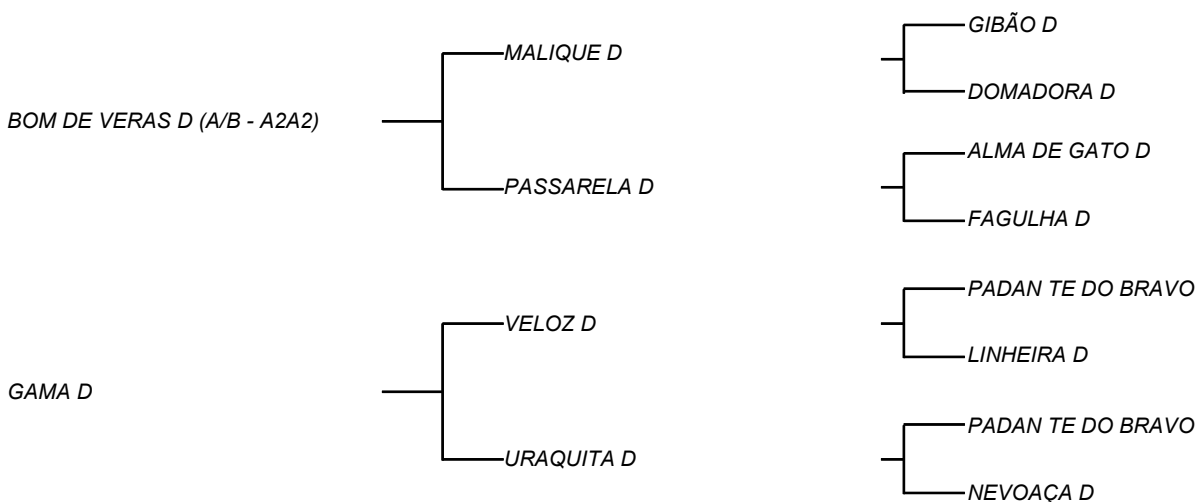 GIBÃO D
MALIQUE D
DOMADORA D
BOM DE VERAS D (A/B - A2A2)
ALMA DE GATO D
PASSARELA D
FAGULHA D
PADAN TE DO BRAVO
VELOZ D
LINHEIRA D
GAMA D
PADAN TE DO BRAVO
URAQUITA D
NEVOAÇA D